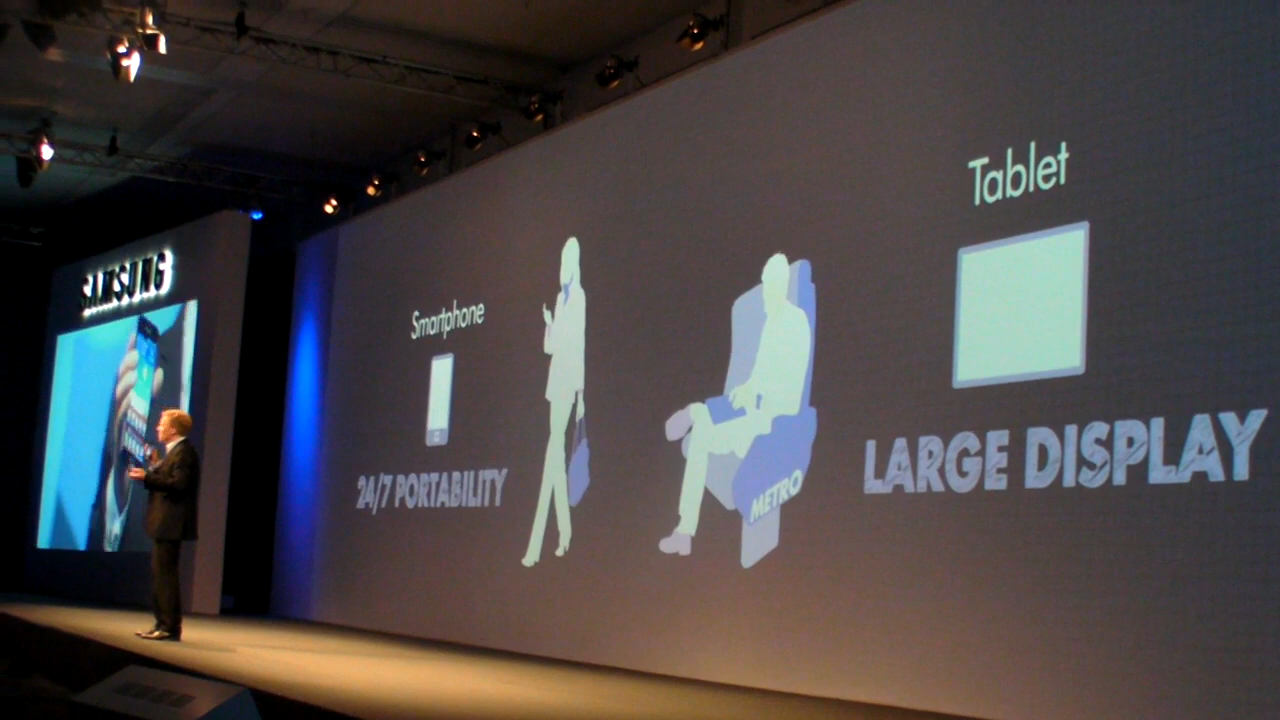 SAMSUNG
Smartphone
24/7 PORTABILITY
METRO
Tablet
LARGE DISPLAY